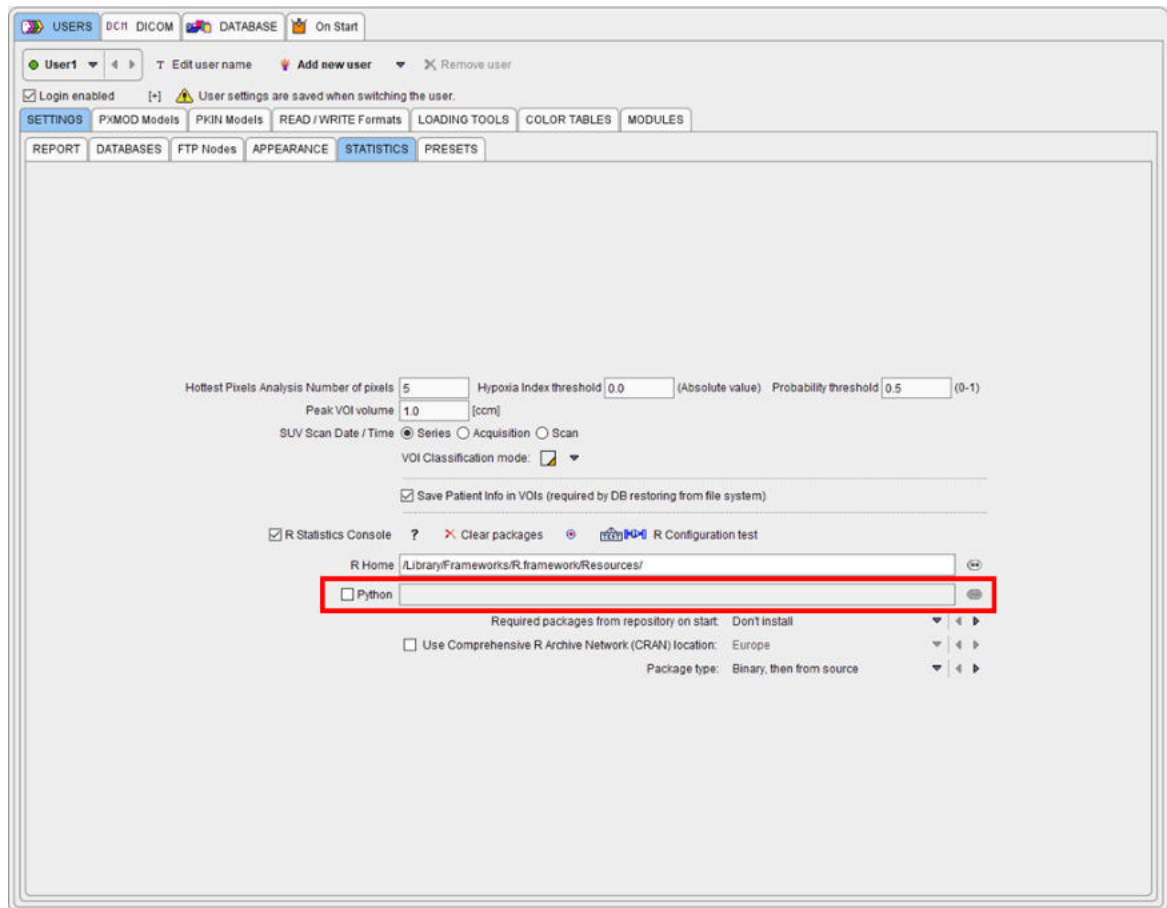 USERS DCM DICOM DATABASE On Start
User1 T Edit user name Add new user Remove user
Login enabled [+] User settings are saved when switching the user.
SETTINGS PXMOD Models PKIN Models READ / WRITE Formats LOADING TOOLS COLOR TABLES MODULES
REPORT DATABASES FTP Nodes APPEARANCE STATISTICS PRESETS
Hottest Pixels Analysis Number of pixels 5 Hypoxia Index threshold 0.0 (Absolute value) Probability threshold 0.5 (0-1)
Peak VOI volume 1.0 [ccm]
SUV Scan Date / Time Series Acquisition Scan
VOI Classification mode:
Save Patient Info in VOIs (required by DB restoring from file system)
R Statistics Console ? Clear packages TEST R Configuration test
R Home /Library/Frameworks/R.framework/Resources/
Python
Required packages from repository on start: Don't install
Use Comprehensive R Archive Network (CRAN) location: Europe
Package type: Binary, then from source